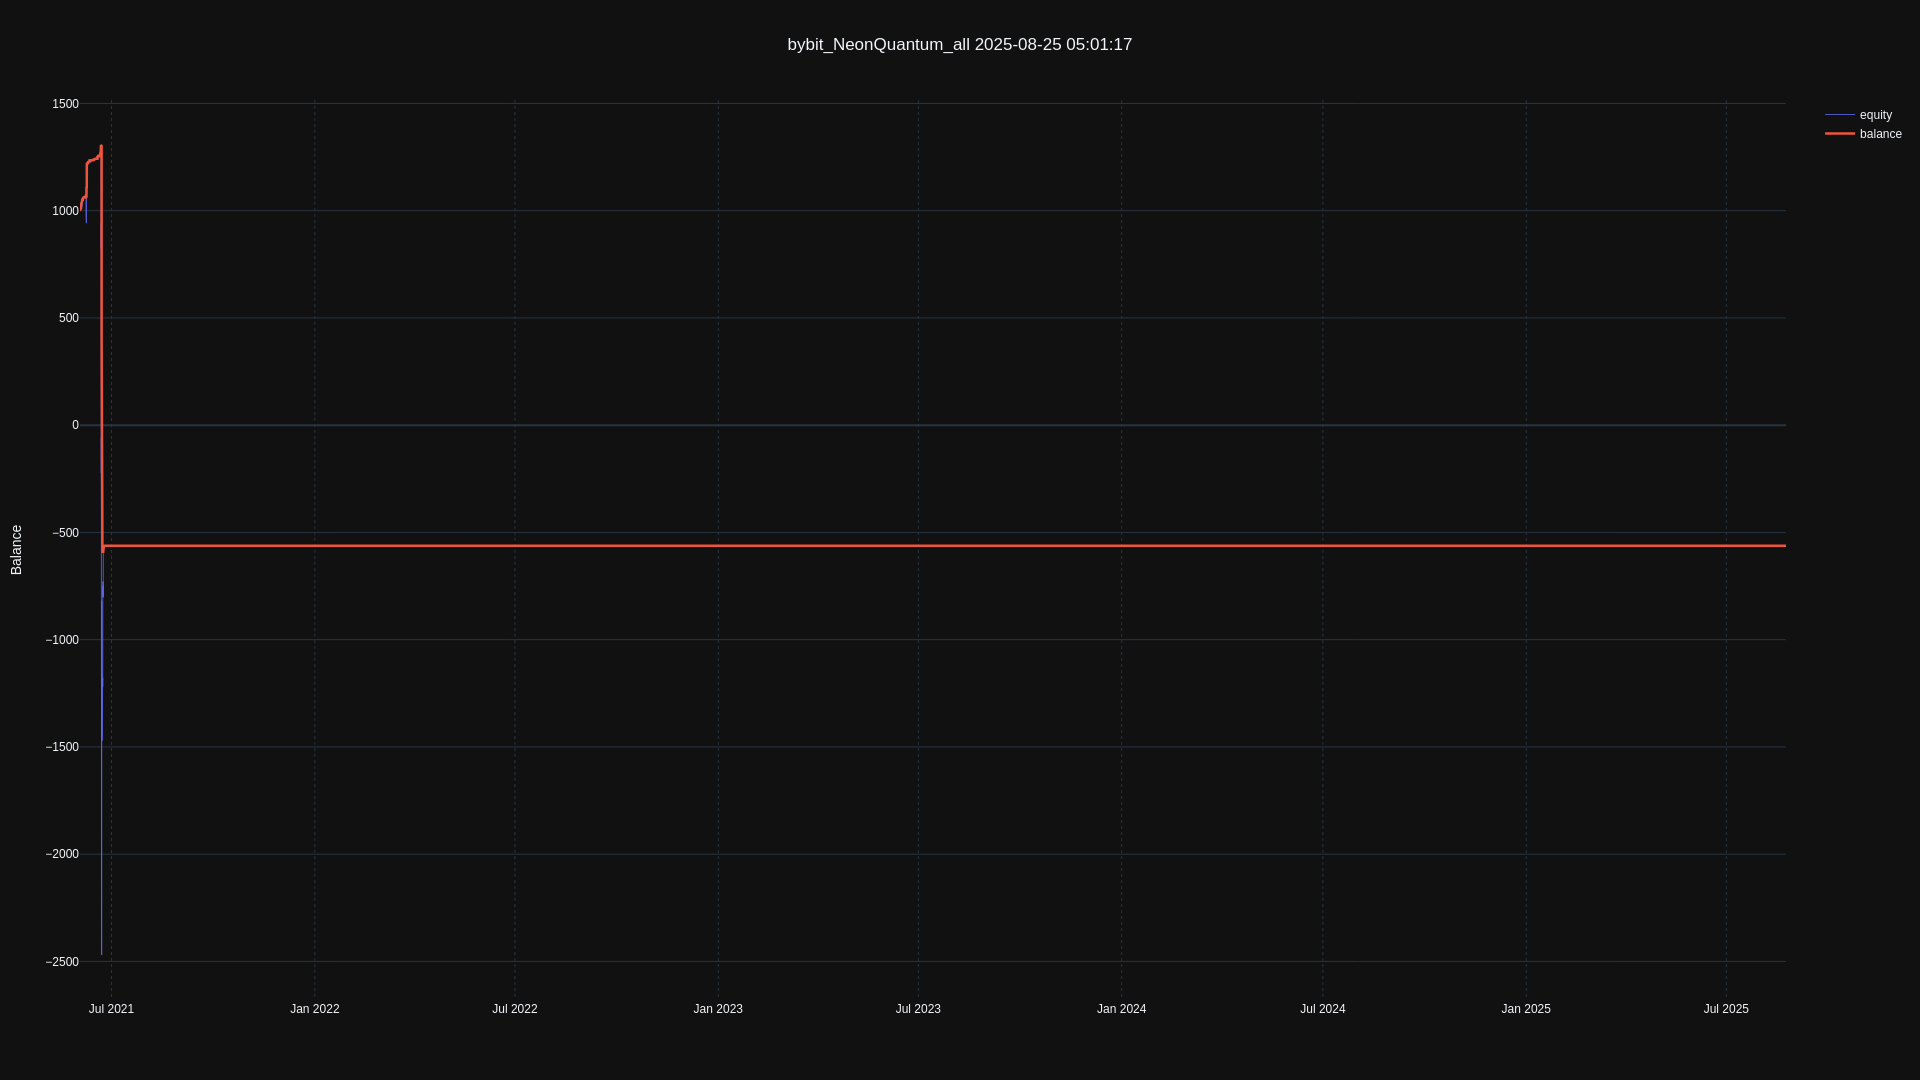 bybit_NeonQuantum_all 2025-08-25 05:01:17
equity
balance
Balance
1500
1000
500
0
−500
−1000
−1500
−2000
−2500
Jul 2021
Jan 2022
Jul 2022
Jan 2023
Jul 2023
Jan 2024
Jul 2024
Jan 2025
Jul 2025